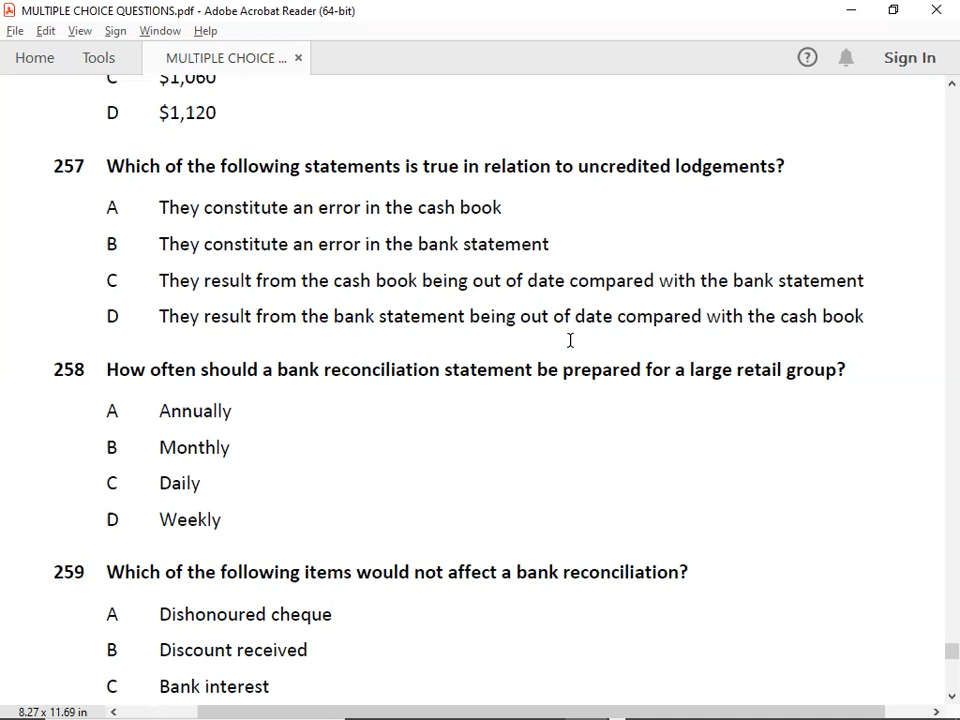 MULTIPLE CHOICE QUESTIONS.pdf - Adobe Acrobat Reader (64-bit)
File Edit View Sign Window Help
Home Tools MULTIPLE CHOICE ... × Sign In
C $1,060
D $1,120
257 Which of the following statements is true in relation to uncredited lodgements?
A They constitute an error in the cash book
B They constitute an error in the bank statement
C They result from the cash book being out of date compared with the bank statement
D They result from the bank statement being out of date compared with the cash book
258 How often should a bank reconciliation statement be prepared for a large retail group?
A Annually
B Monthly
C Daily
D Weekly
259 Which of the following items would not affect a bank reconciliation?
A Dishonoured cheque
B Discount received
C Bank interest
8.27 x 11.69 in